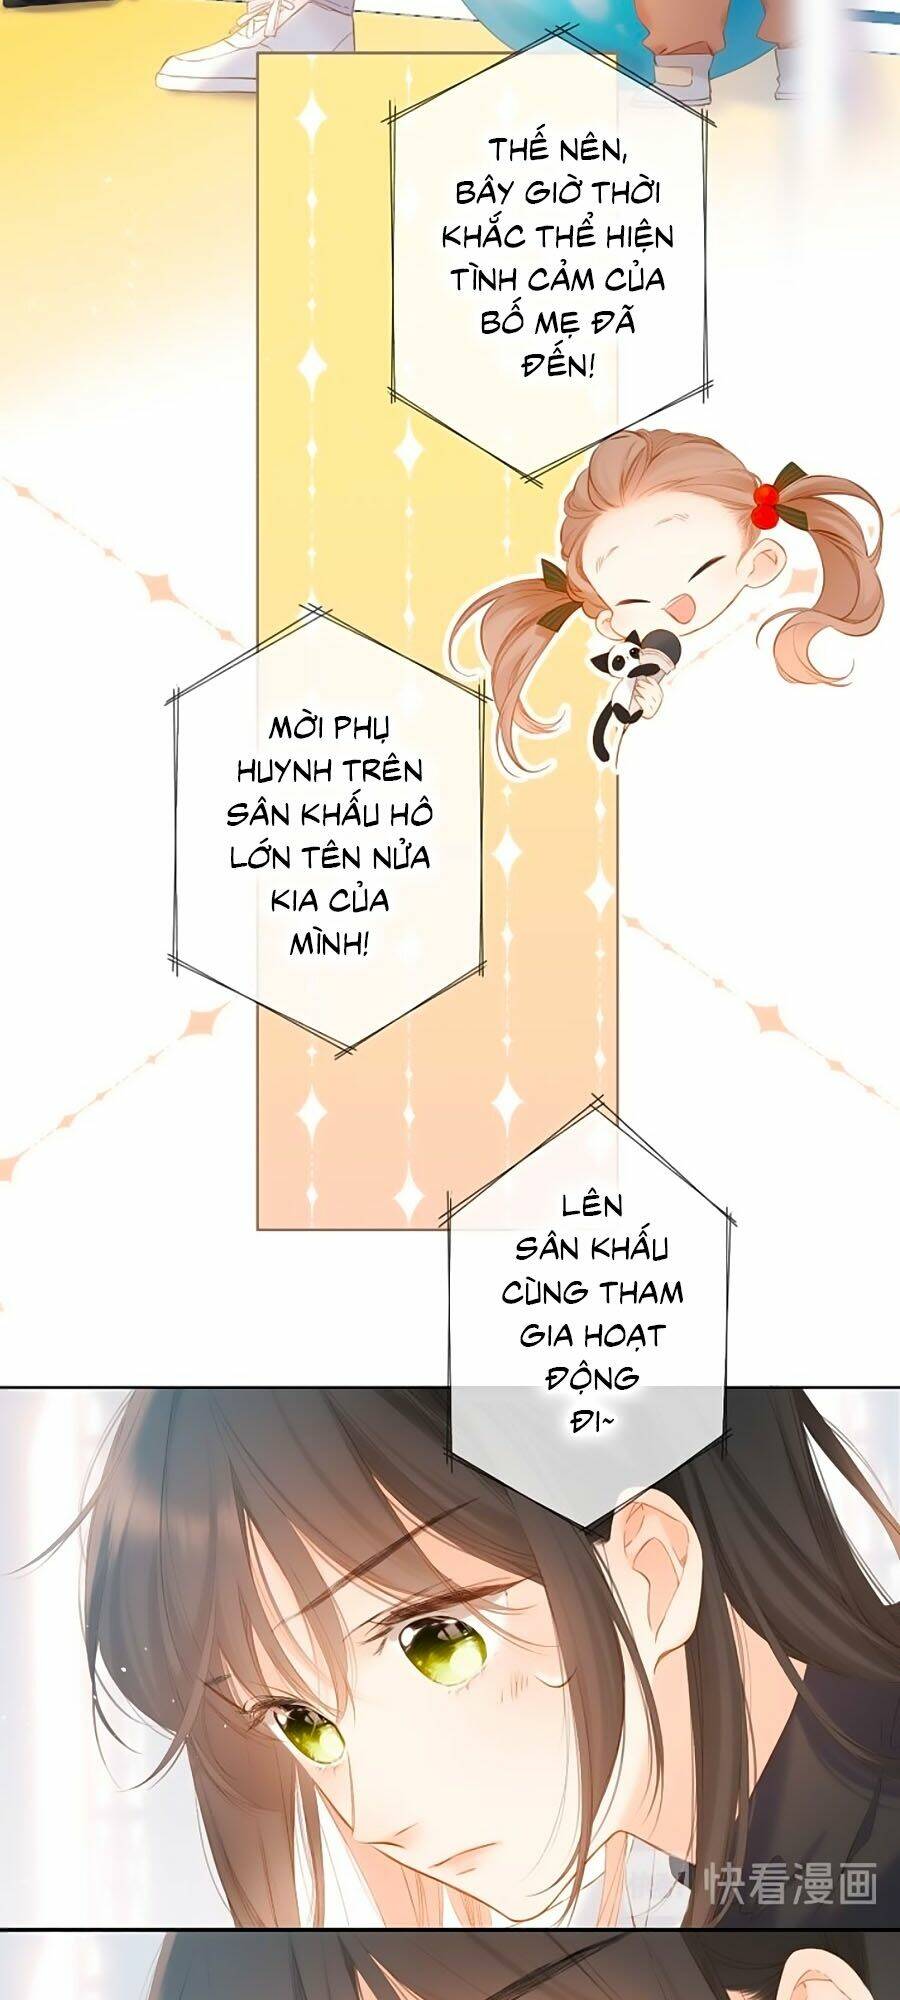 THẾ NÊN,
BÂY GIỜ THỜI
KHẮC THỂ HIỆN
TÌNH CẢM CỦA
BỐ MẸ ĐÃ
ĐẾN!
MỜI PHỤ
HUYNH TRÊN
SÂN KHẤU HÔ
LỚN TÊN NỬA
KIA CỦA
MÌNH!
LÊN
SÂN KHẤU
CÙNG THAM
GIA HOẠT
ĐỘNG
ĐI~
快看漫画